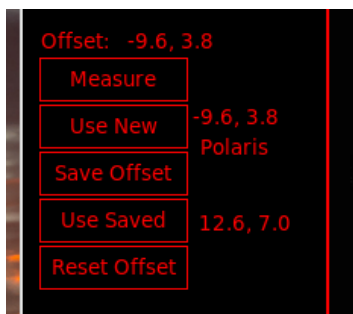 Offset: -9.6, 3.8
Measure
Use New
-9.6, 3.8
Polaris
Save Offset
Use Saved
12.6, 7.0
Reset Offset